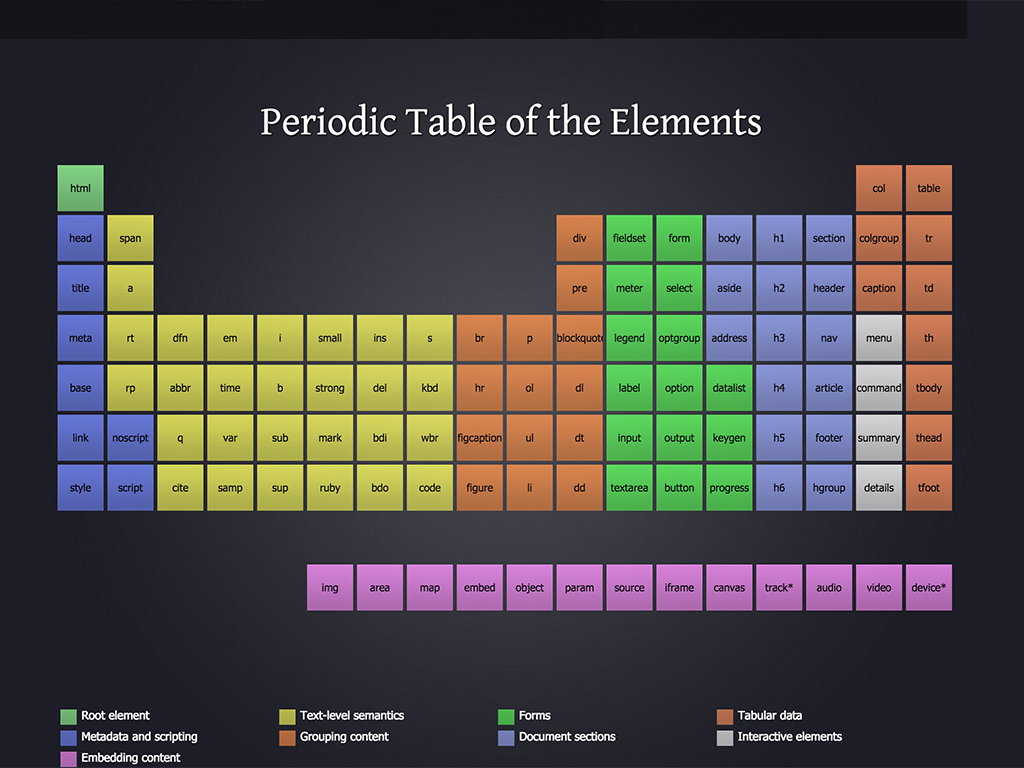 Periodic Table of the Elements
html col table
head span div fieldset form body h1 section colgroup tr
title a pre meter select aside h2 header caption td
meta rt dfn em i small ins s br p blockquote legend optgroup address h3 nav menu th
base rp abbr time b strong del kbd hr ol dl label option datalist h4 article command tbody
link noscript q var sub mark bdi wbr figcaption ul dt input output keygen h5 footer summary thead
style script cite samp sup ruby bdo code figure li dd textarea button progress h6 hgroup details tfoot
img area map embed object param source iframe canvas track* audio video device*
Root element Text-level semantics Forms Tabular data
Metadata and scripting Grouping content Document sections Interactive elements
Embedding content